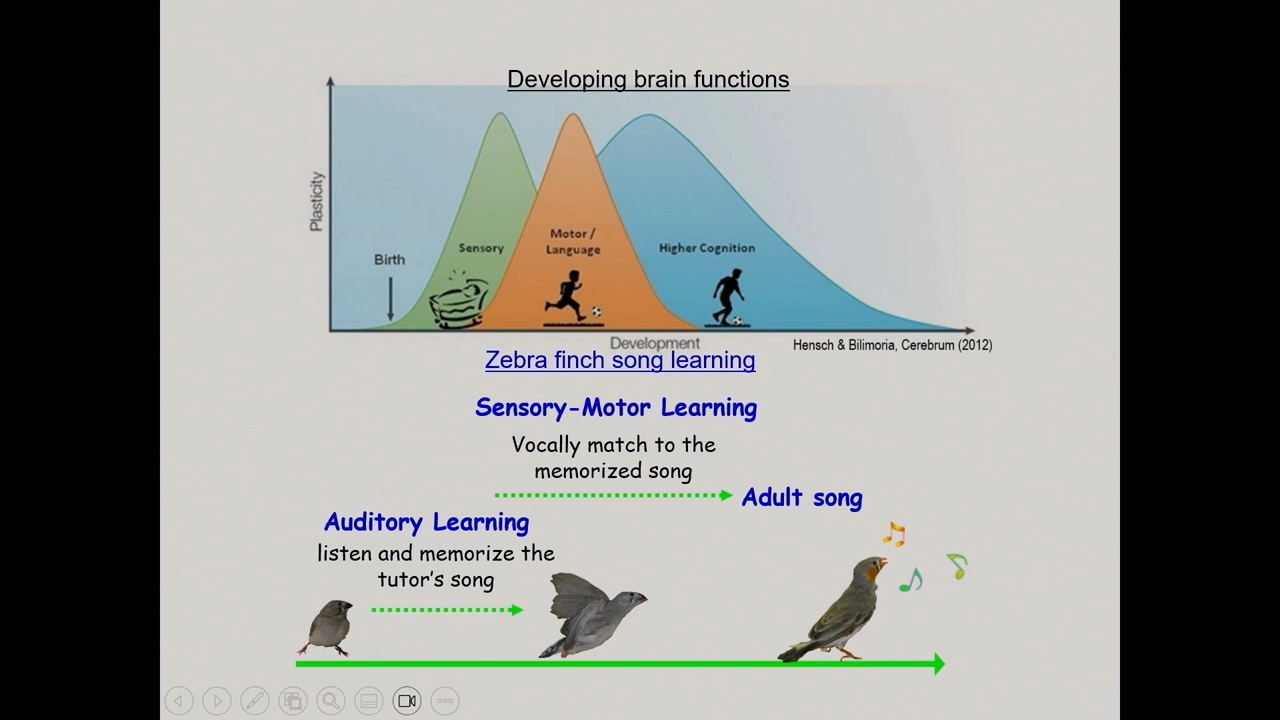 Developing brain functions
Plasticity
Birth
Sensory
Motor /
Language
Higher Cognition
Development
Hensch & Bilimoria, Cerebrum (2012)
Zebra finch song learning
Sensory-Motor Learning
Vocally match to the
memorized song
Adult song
Auditory Learning
listen and memorize the
tutor's song